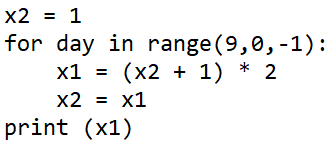 x2 = 1
for day in range(9,0,-1):
    x1 = (x2 + 1) * 2
    x2 = x1
print (x1)